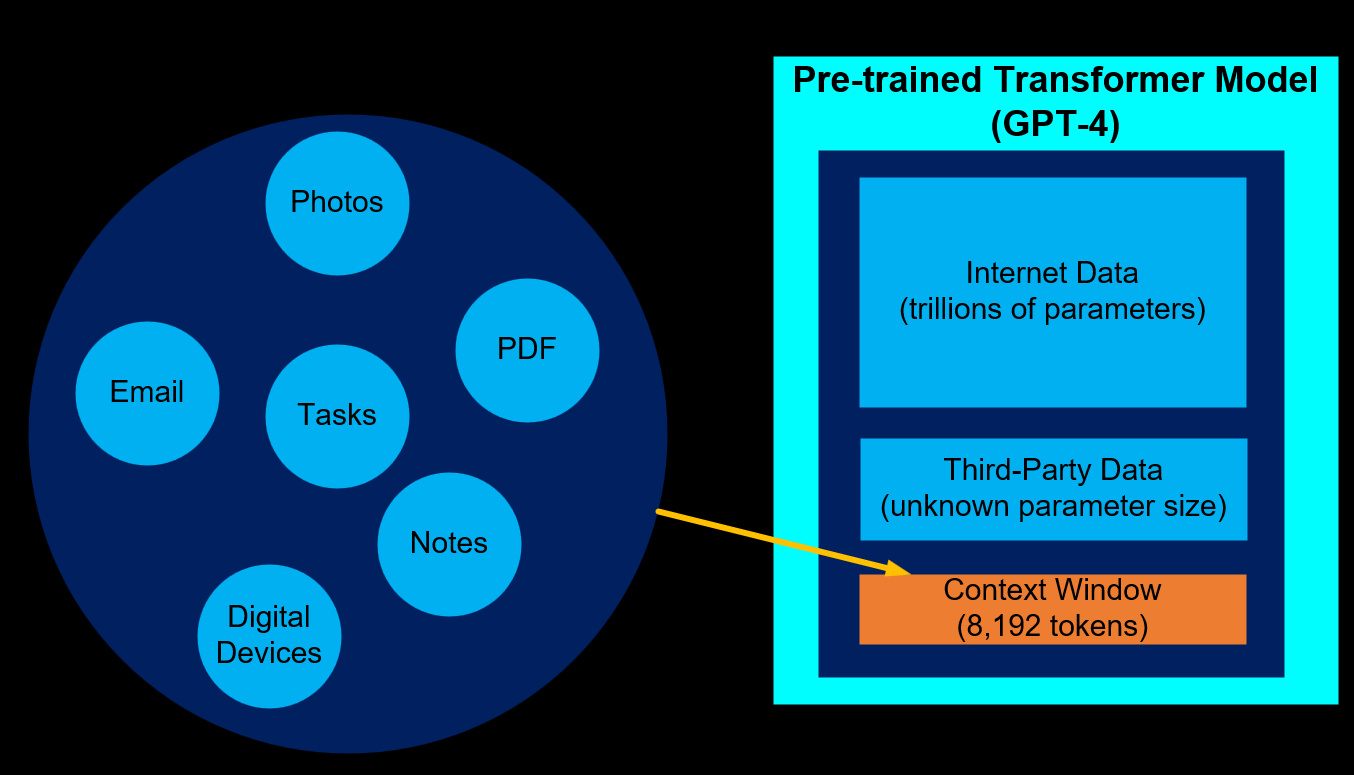 Pre-trained Transformer Model
(GPT-4)
Photos
Internet Data
(trillions of parameters)
PDF
Email
Tasks
Third-Party Data
(unknown parameter size)
Notes
Context Window
(8,192 tokens)
Digital
Devices